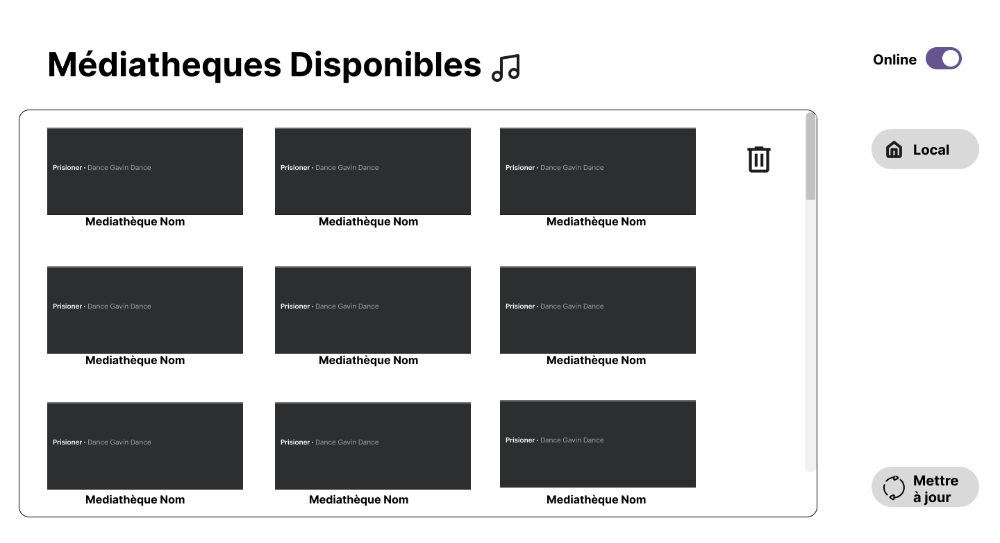 Médiatheques Disponibles
Online
Prisioner • Dance Gavin Dance
Prisioner • Dance Gavin Dance
Prisioner • Dance Gavin Dance
Mediathèque Nom
Mediathèque Nom
Mediathèque Nom
Local
Prisioner • Dance Gavin Dance
Prisioner • Dance Gavin Dance
Prisioner • Dance Gavin Dance
Mediathèque Nom
Mediathèque Nom
Mediathèque Nom
Prisioner • Dance Gavin Dance
Prisioner • Dance Gavin Dance
Prisioner • Dance Gavin Dance
Mediathèque Nom
Mediathèque Nom
Mediathèque Nom
Mettre
à jour